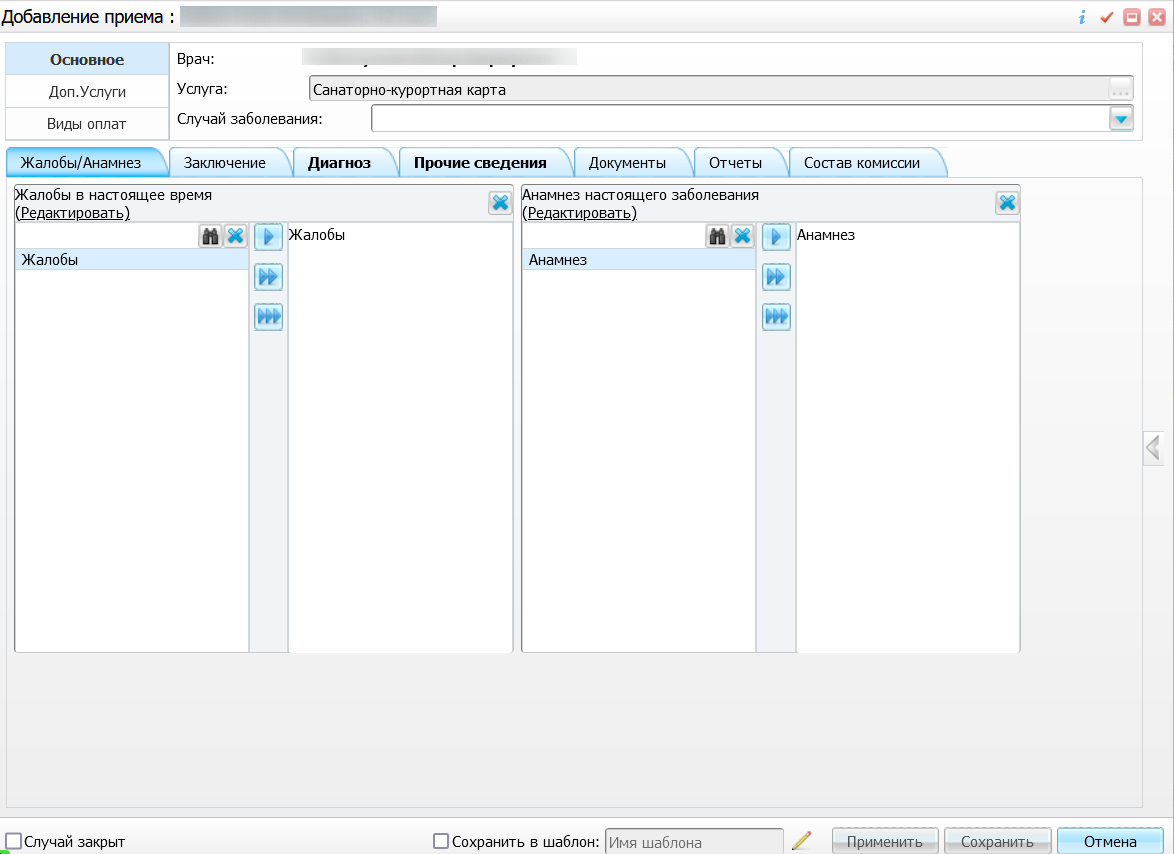 Добавление приема :
Основное
Доп.Услуги
Виды оплат
Врач:
Услуга: Санаторно-курортная карта ...
Случай заболевания:
Жалобы/Анамнез Заключение Диагноз Прочие сведения Документы Отчеты Состав комиссии
Жалобы в настоящее время
(Редактировать)
Жалобы
Жалобы
Анамнез настоящего заболевания
(Редактировать)
Анамнез
Анамнез
Случай закрыт Сохранить в шаблон: Имя шаблона Применить Сохранить Отмена